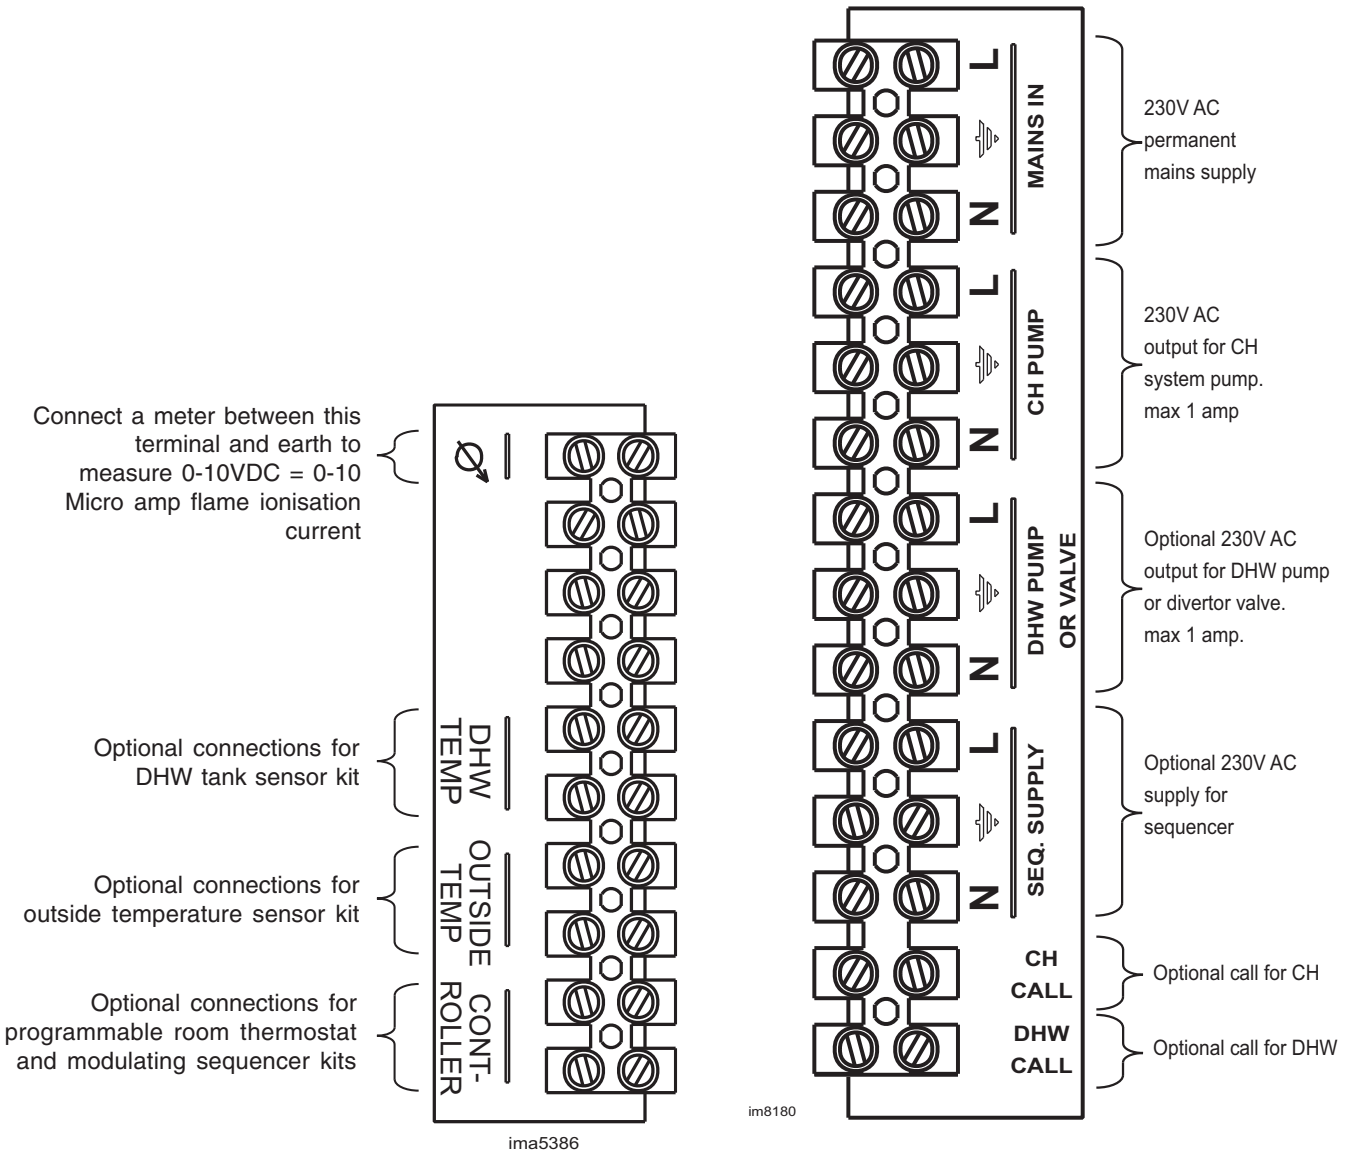 Connect a meter between this
terminal and earth to
measure 0-10VDC = 0-10
Micro amp flame ionisation
current
Optional connections for
DHW tank sensor kit
Optional connections for
outside temperature sensor kit
Optional connections for
programmable room thermostat
and modulating sequencer kits
DHW
TEMP
OUTSIDE
TEMP
CONT-
ROLLER
ima5386
L
N
MAINS IN
230V AC
permanent
mains supply
L
N
CH PUMP
230V AC
output for CH
system pump.
max 1 amp
L
N
DHW PUMP
OR VALVE
Optional 230V AC
output for DHW pump
or divertor valve.
max 1 amp.
L
N
SEQ. SUPPLY
Optional 230V AC
supply for
sequencer
CH
CALL
Optional call for CH
DHW
CALL
Optional call for DHW
im8180